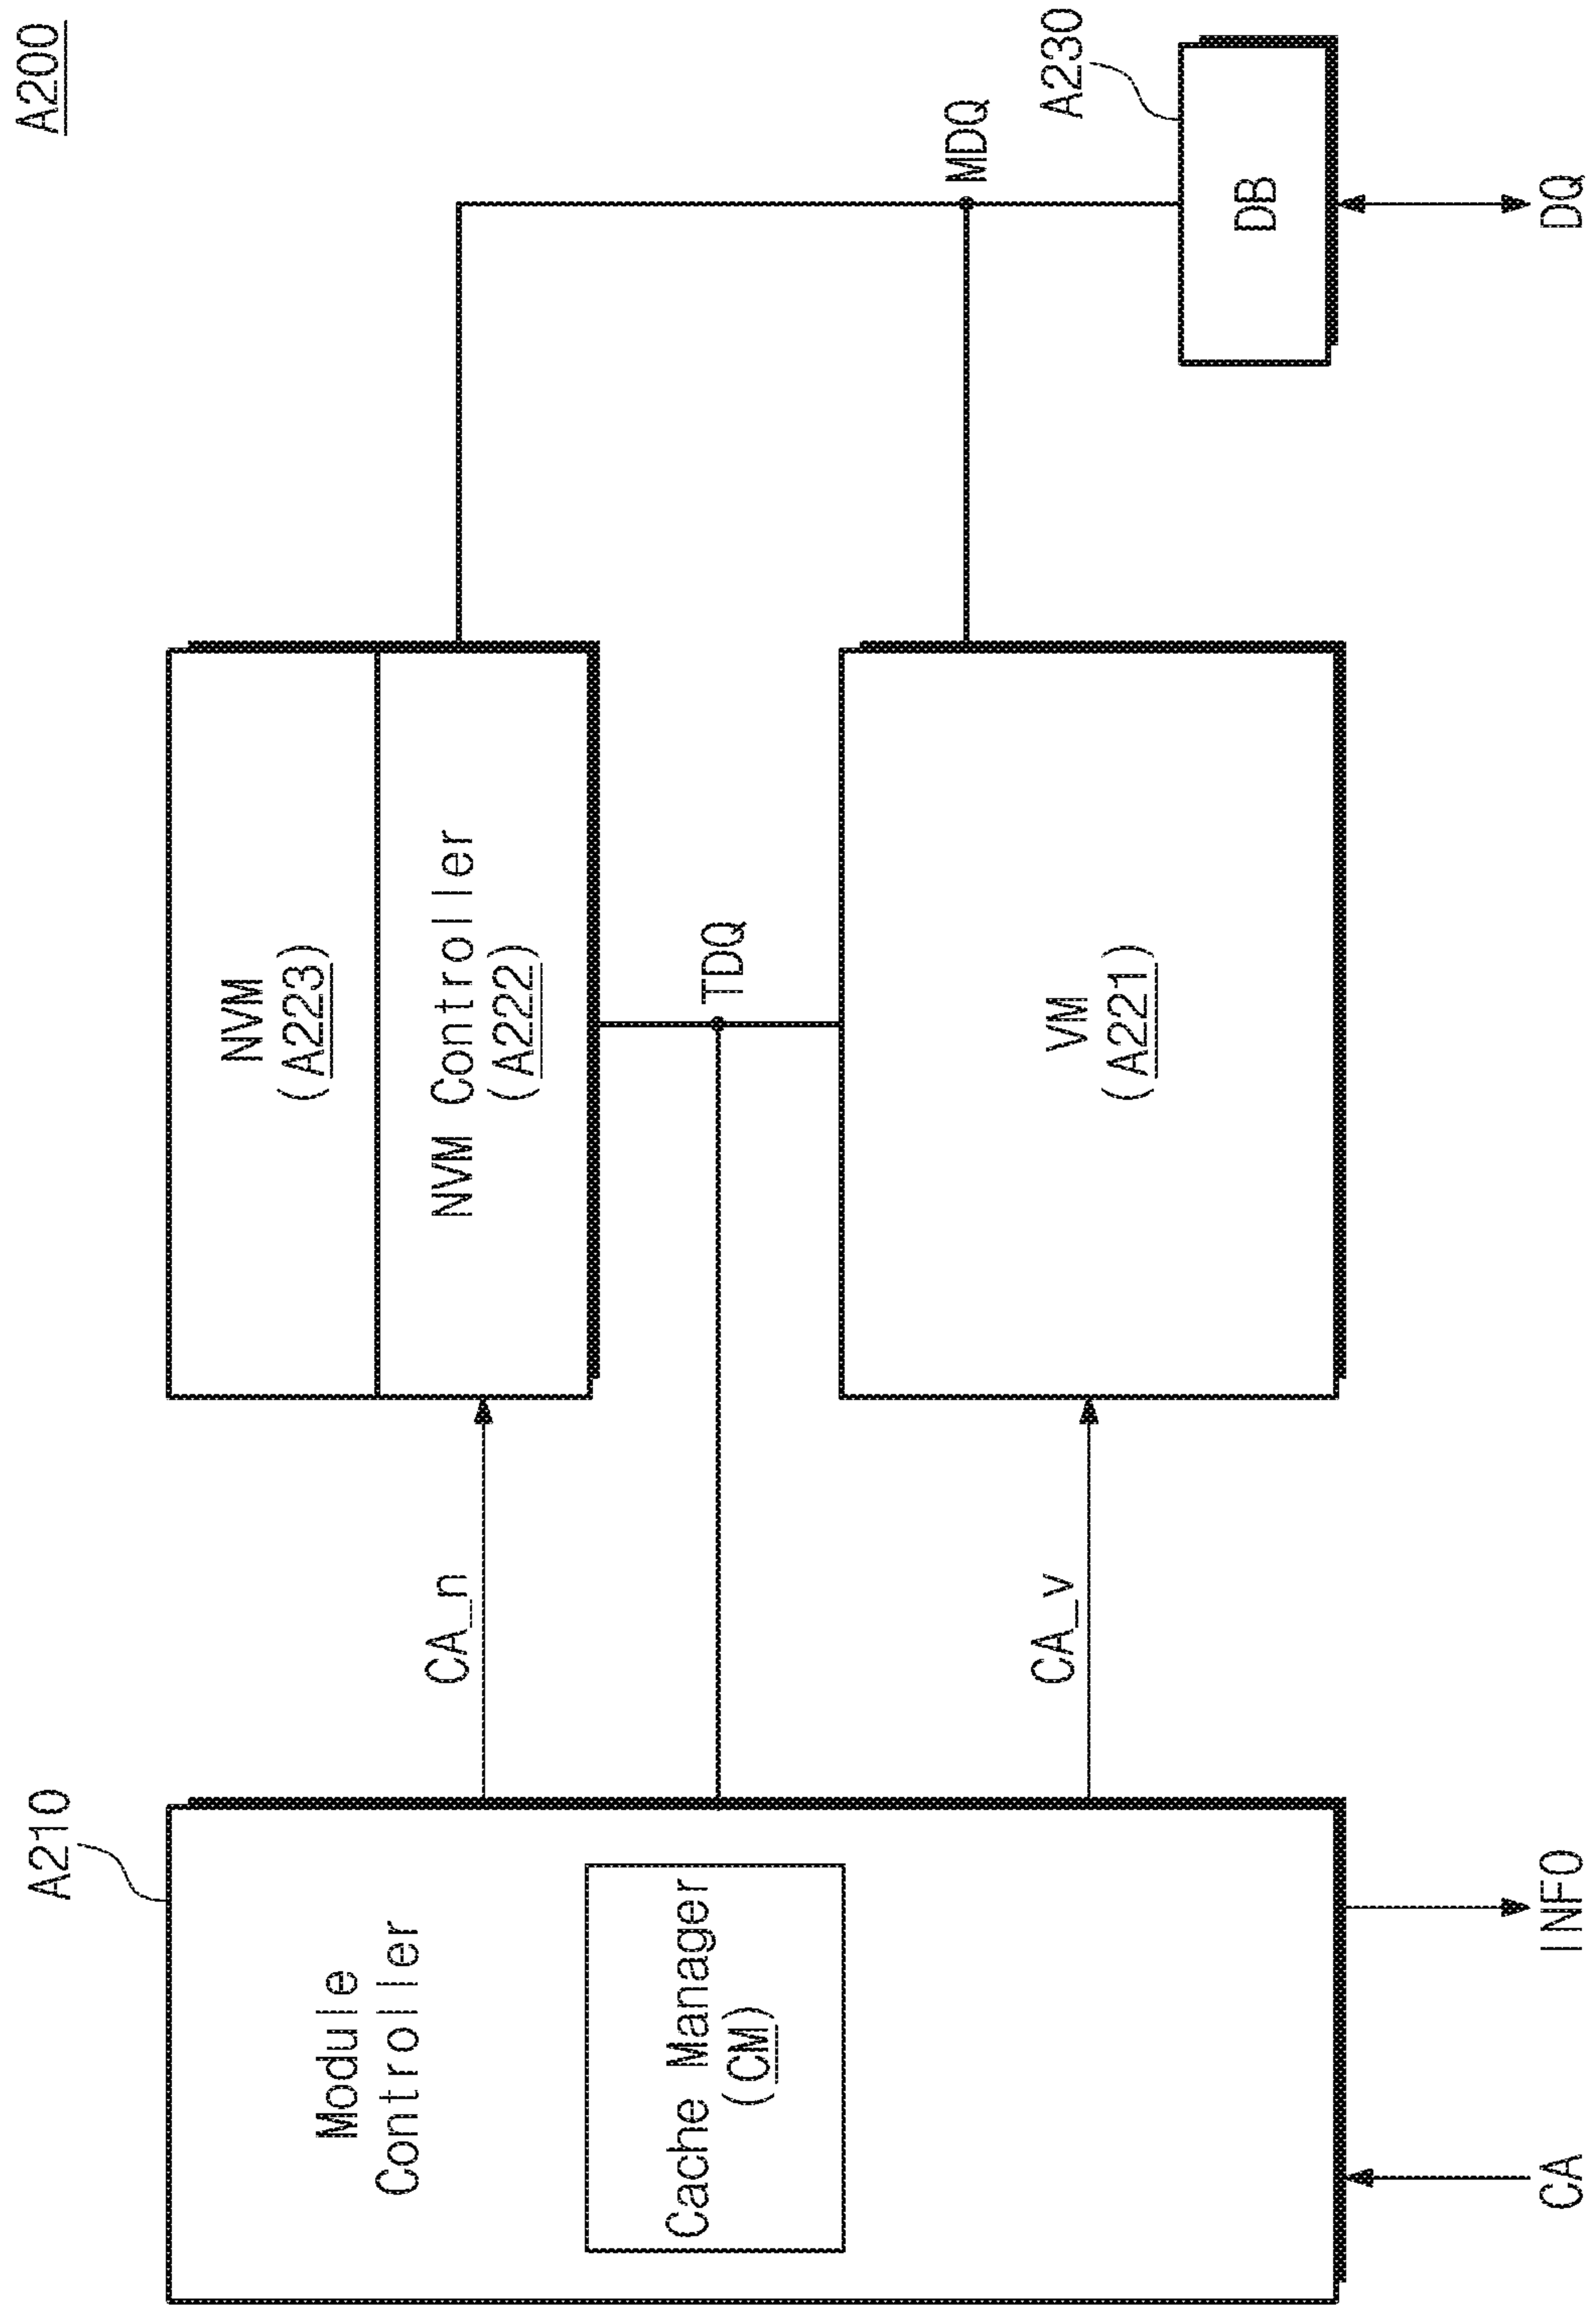 A200
A210
Module
Controller
Cache Manager
(CM)
CA_n
CA_v
NVM
(A223)
NVM Controller
(A222)
TDQ
VM
(A221)
MDQ
A230
DB
CA
INFO
DQ